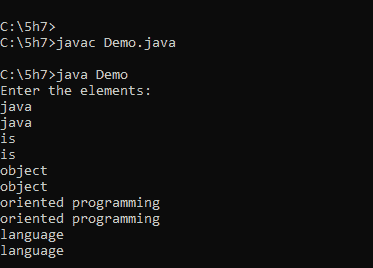 C:\5h7>
C:\5h7>javac Demo.java
C:\5h7>java Demo
Enter the elements:
java
java
is
is
object
object
oriented programming
oriented programming
language
language